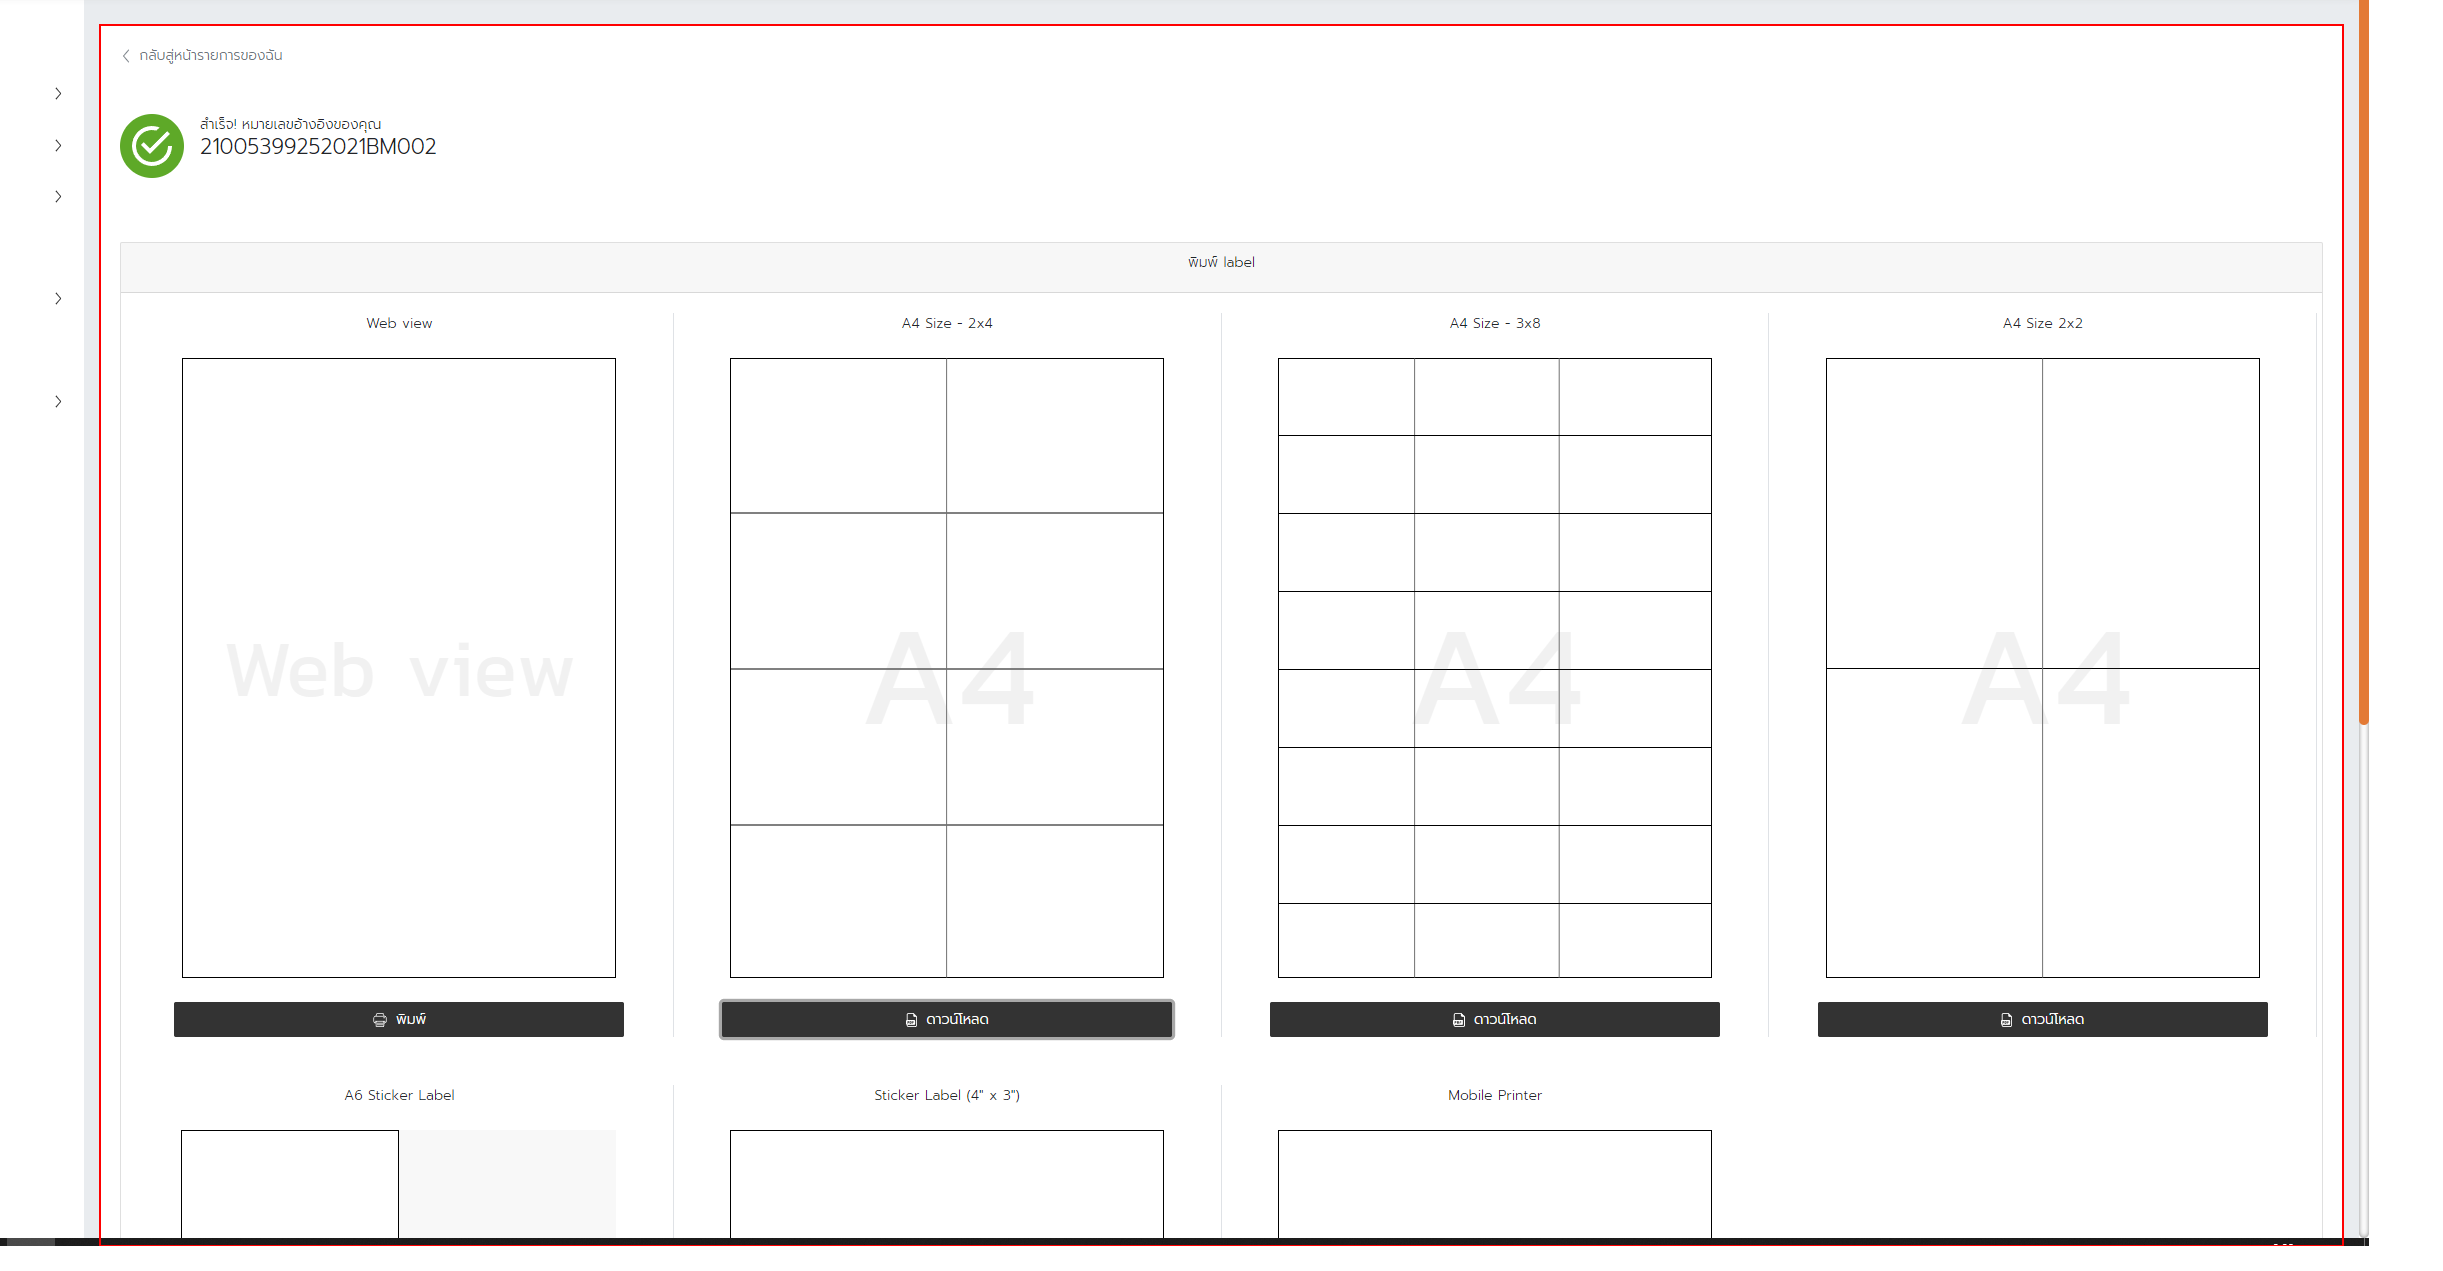 กลับสู่หน้ารายการของฉัน
สำเร็จ! หมายเลขอ้างอิงของคุณ
21005399252021BM002
พิมพ์ label
Web view
A4 Size - 2x4
A4 Size - 3x8
A4 Size 2x2
Web view
A4
A4
A4
พิมพ์
ดาวน์โหลด
ดาวน์โหลด
ดาวน์โหลด
A6 Sticker Label
Sticker Label (4" x 3")
Mobile Printer